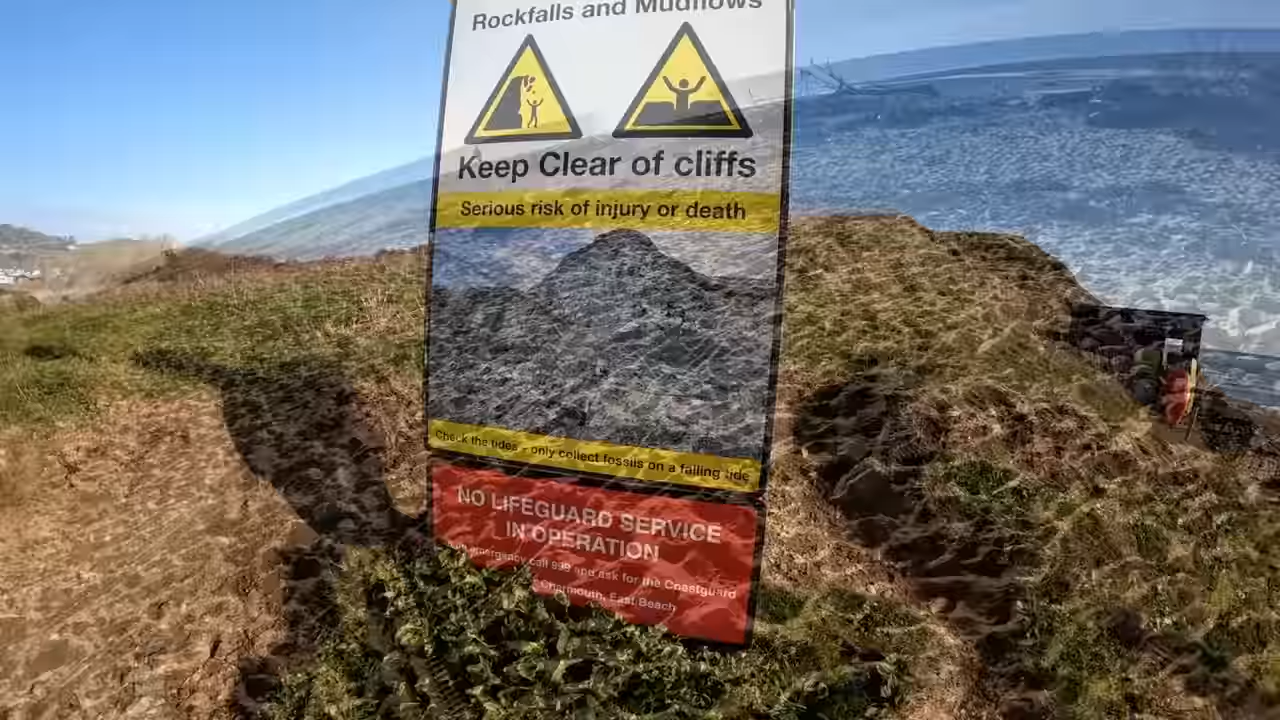 Rockfalls and Mudflows
Keep Clear of cliffs
Serious risk of injury or death
Check the tides - only collect fossils on a falling tide
NO LIFEGUARD SERVICE
IN OPERATION
emergency call 999 and ask for the Coastguard
Charmouth, East Beach